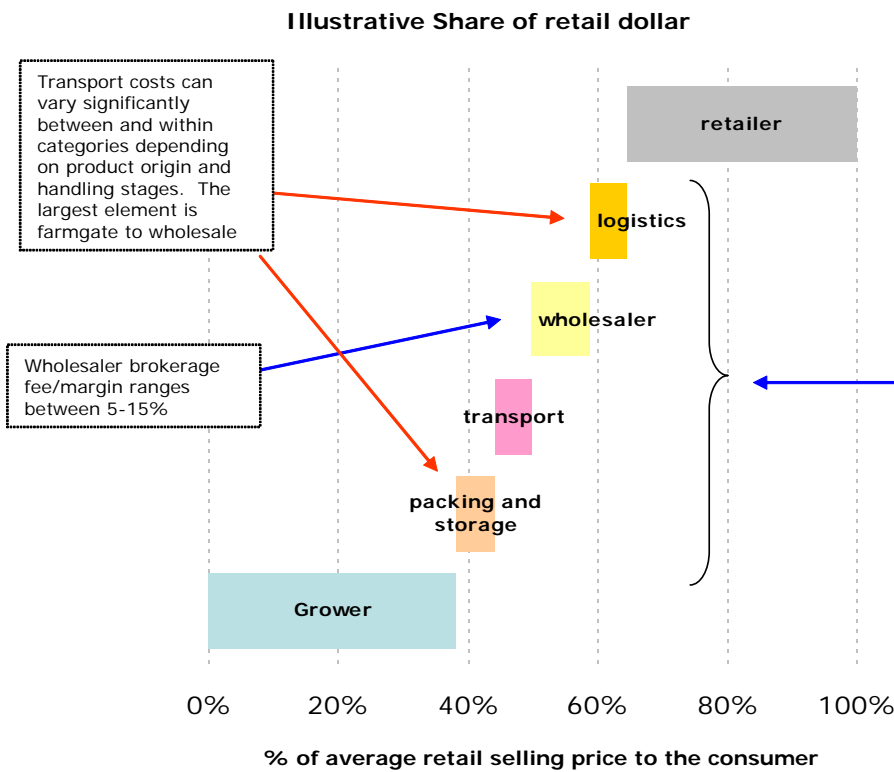 Illustrative Share of retail dollar
Transport costs can
vary significantly
between and within
categories depending
on product origin and
handling stages. The
largest element is
farmgate to wholesale
retailer
logistics
wholesaler
Wholesaler brokerage
fee/margin ranges
between 5-15%
transport
packing and
storage
Grower
0% 20% 40% 60% 80% 100%
% of average retail selling price to the consumer